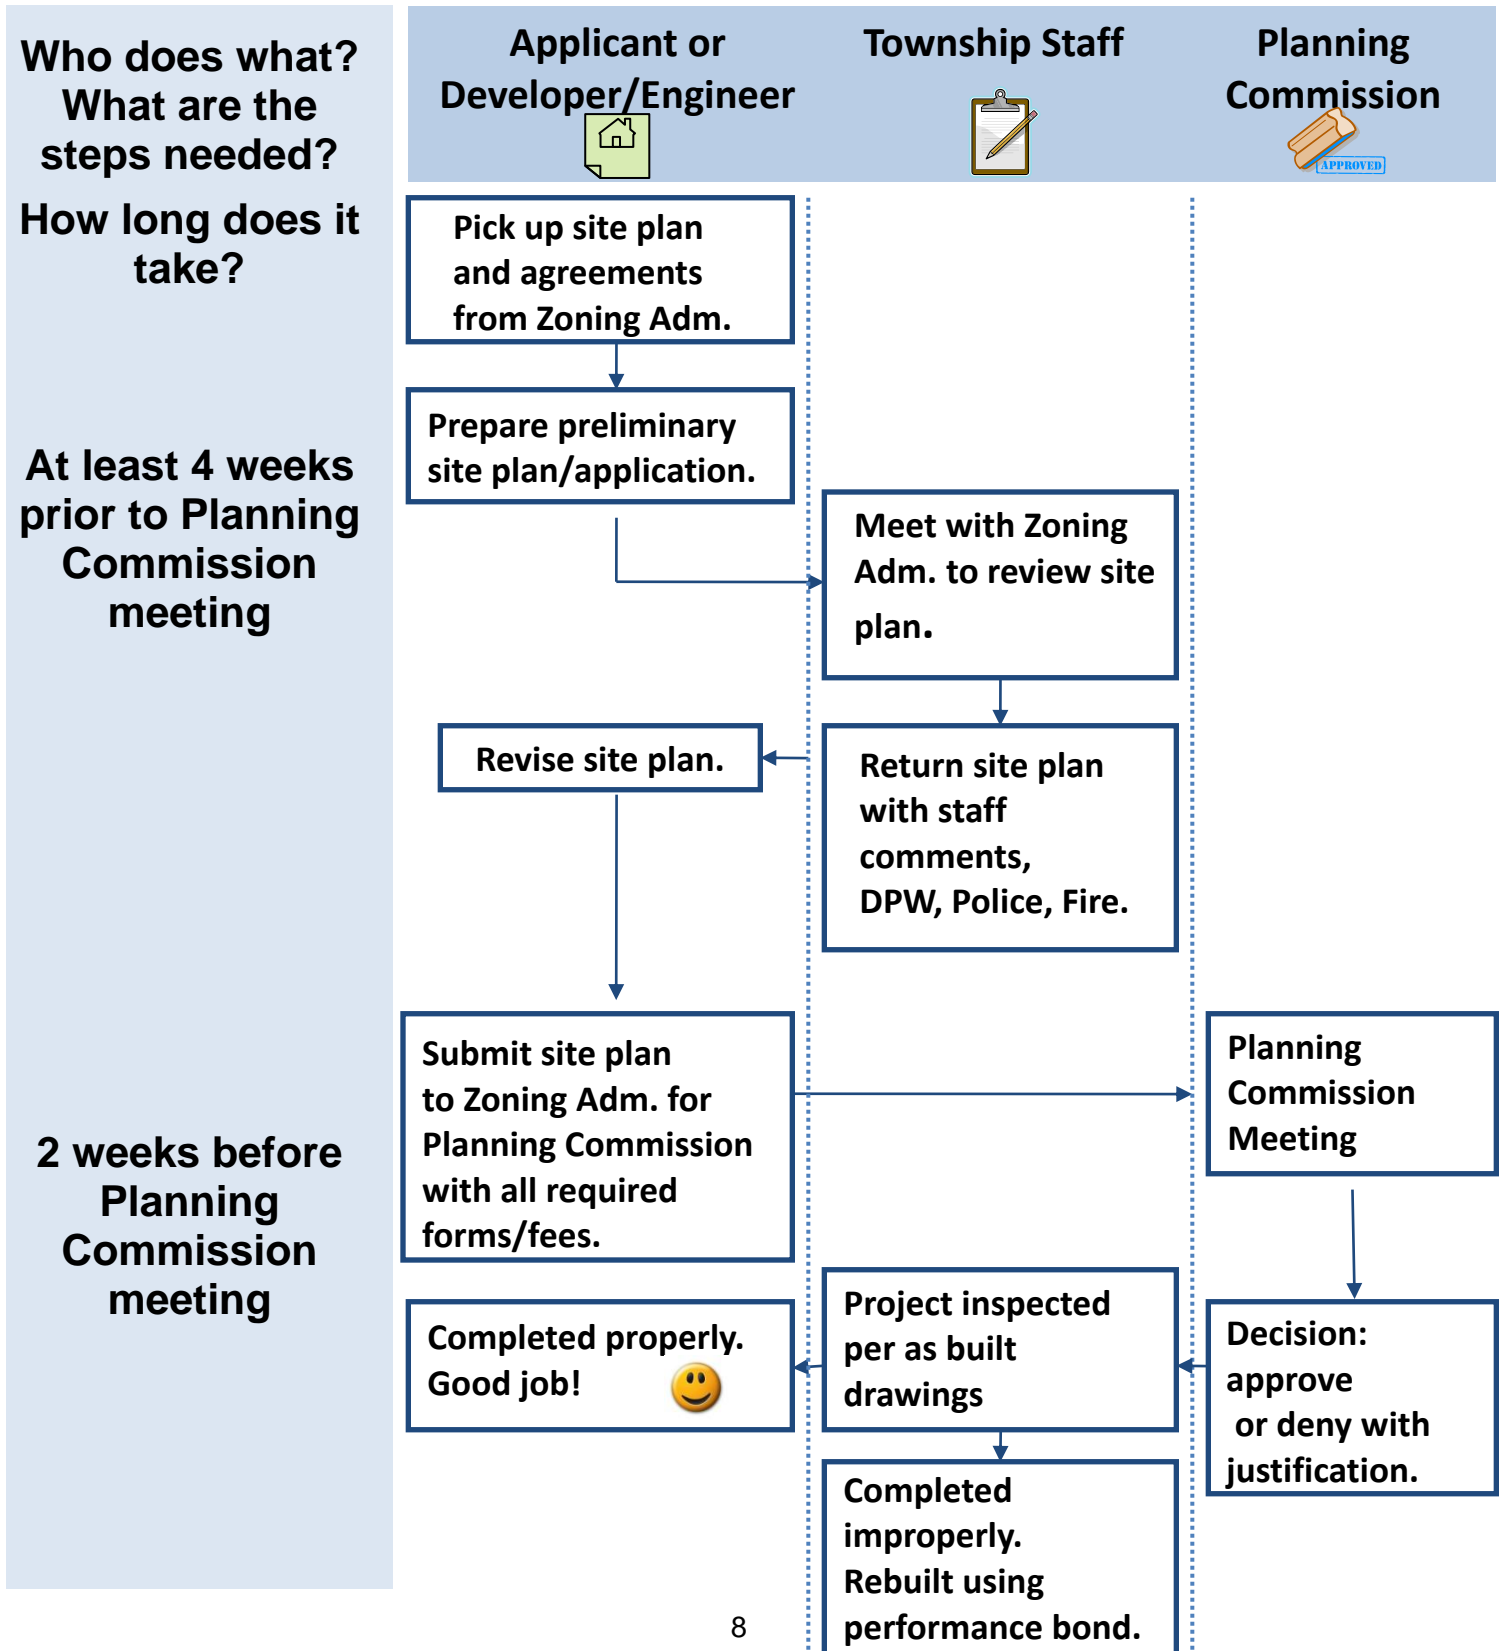 Who does what?
What are the
steps needed?
How long does it
take?
At least 4 weeks
prior to Planning
Commission
meeting
2 weeks before
Planning
Commission
meeting
Applicant or
Developer/Engineer
Township Staff
Planning
Commission
APPROVED
Pick up site plan
and agreements
from Zoning Adm.
Prepare preliminary
site plan/application.
Meet with Zoning
Adm. to review site
plan.
Return site plan
with staff
comments,
DPW, Police, Fire.
Revise site plan.
Submit site plan
to Zoning Adm. for
Planning Commission
with all required
forms/fees.
Planning
Commission
Meeting
Decision:
approve
or deny with
justification.
Project inspected
per as built
drawings
Completed properly.
Good job!
Completed
improperly.
Rebuilt using
performance bond.
8